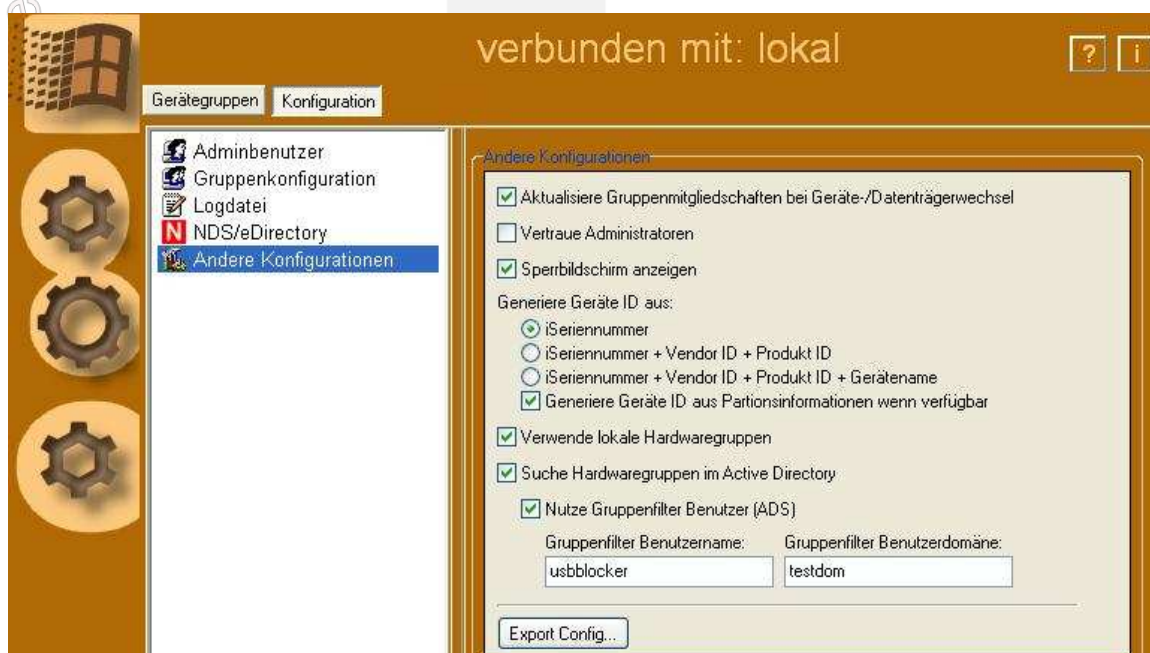 verbunden mit: lokal
? i
Gerätegruppen Konfiguration
Adminbenutzer
Gruppenkonfiguration
Logdatei
N NDS/eDirectory
Andere Konfigurationen
Andere Konfigurationen
Aktualisiere Gruppenmitgliedschaften bei Geräte-/Datenträgerwechsel
Vertraue Administratoren
Sperrbildschirm anzeigen
Generiere Geräte ID aus:
iSeriennummer
iSeriennummer + Vendor ID + Produkt ID
iSeriennummer + Vendor ID + Produkt ID + Gerätename
Generiere Geräte ID aus Partionsinformationen wenn verfügbar
Verwende lokale Hardwaregruppen
Suche Hardwaregruppen im Active Directory
Nutze Gruppenfilter Benutzer (ADS)
Gruppenfilter Benutzername: Gruppenfilter Benutzerdomäne:
usbblocker testdom
Export Config...